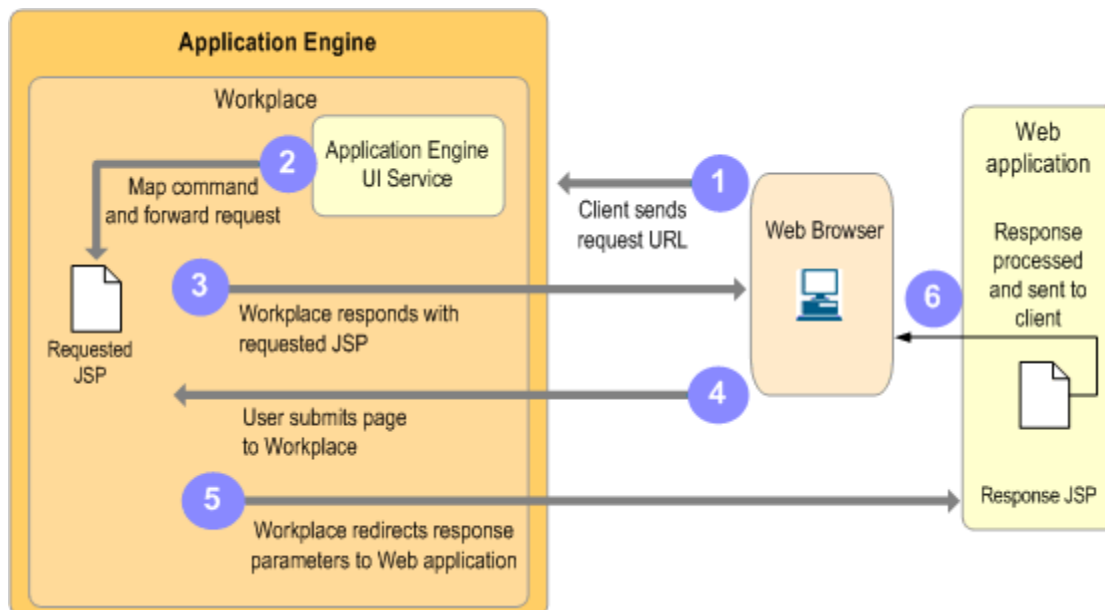 Application Engine
Workplace
2
Application Engine
UI Service
Map command
and forward request
1
Client sends
request URL
Web Browser
Web
application
Response
processed
and sent to
client
6
3
Workplace responds with
requested JSP
Requested
JSP
4
User submits page
to Workplace
5
Workplace redirects response
parameters to Web application
Response JSP